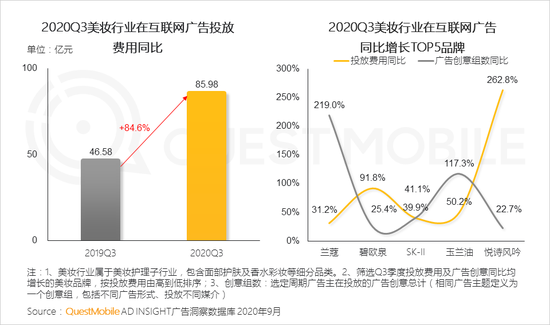 2020Q3美妆行业在互联网广告投放
费用同比
单位：亿元
100
50
0
46.58
+84.6%
85.98
2019Q3
2020Q3
2020Q3美妆行业在互联网广告
同比增长TOP5品牌
投放费用同比
广告创意组数同比
300%
250%
200%
150%
100%
50%
0%
219.0%
31.2%
91.8%
25.4%
41.1%
39.9%
117.3%
50.2%
262.8%
22.7%
兰蔻
碧欧泉
SK-II
玉兰油
悦诗风吟
QUEST MOBILE
注：1、美妆行业属于美妆护理子行业，包含面部护肤及香水彩妆等细分品类。2、筛选Q3季度投放费用及广告创意同比均
增长的美妆品牌，按投放费用由高到低排序；3、创意组数：选定周期广告主在投放的广告创意总计（相同广告主题定义为
一个创意组，包括不同广告形式、投放不同媒介）
Source：QuestMobile AD INSIGHT广告洞察数据库 2020年9月